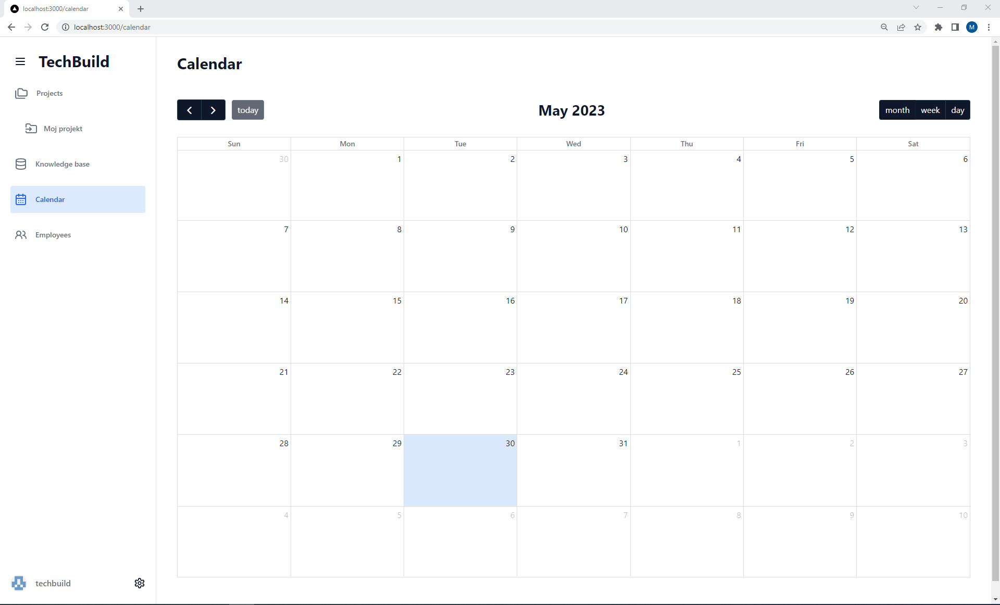 localhost:3000/calendar
localhost:3000/calendar
M
TechBuild
Projects
Moj projekt
Knowledge base
Calendar
Employees
techbuild
Calendar
today
May 2023
month week day
Sun Mon Tue Wed Thu Fri Sat
30 1 2 3 4 5 6
7 8 9 10 11 12 13
14 15 16 17 18 19 20
21 22 23 24 25 26 27
28 29 30 31 1 2 3
4 5 6 7 8 9 10